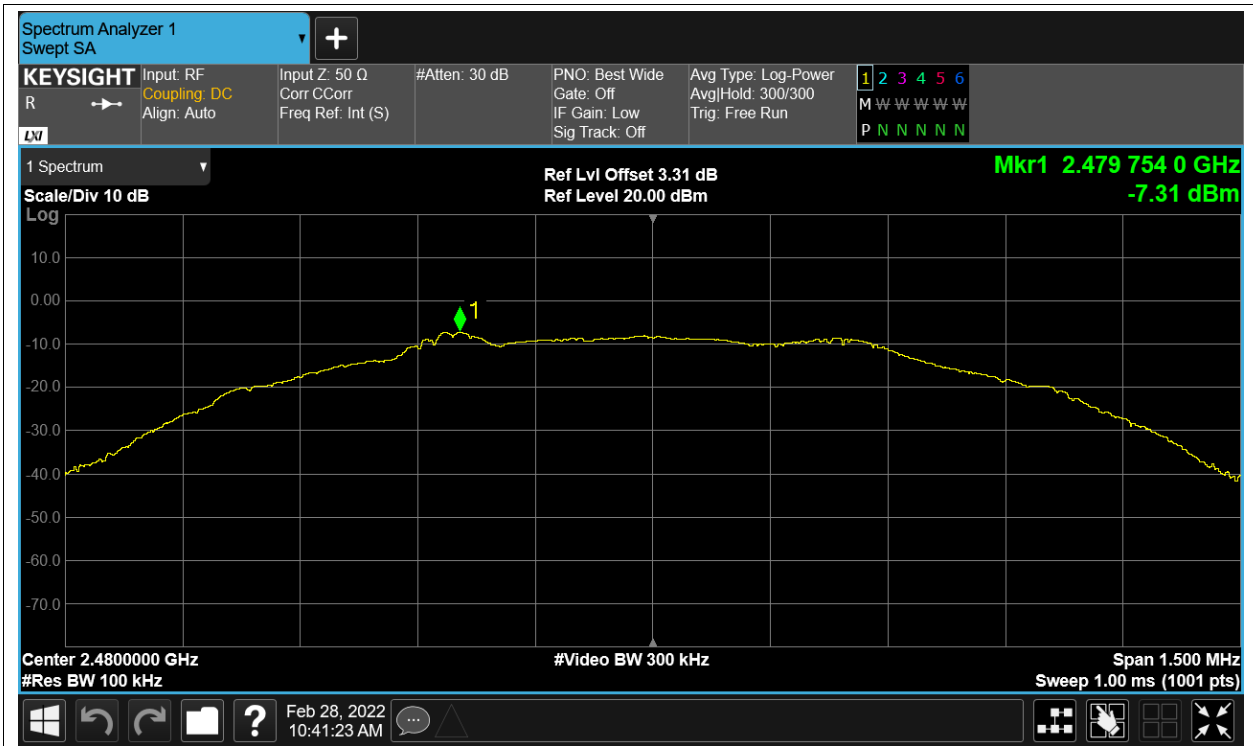 Spectrum Analyzer 1
Swept SA
KEYSIGHT
R
LXI
Input: RF
Coupling: DC
Align: Auto
Input Z: 50 Ω
Corr CCorr
Freq Ref: Int (S)
#Atten: 30 dB
PNO: Best Wide
Gate: Off
IF Gain: Low
Sig Track: Off
Avg Type: Log-Power
Avg|Hold: 300/300
Trig: Free Run
1 2 3 4 5 6
M W W W W W W
P N N N N N N
1 Spectrum
Scale/Div 10 dB
Log
Ref Lvl Offset 3.31 dB
Ref Level 20.00 dBm
Mkr1 2.479 754 0 GHz
-7.31 dBm
10.0
0.00
-10.0
-20.0
-30.0
-40.0
-50.0
-60.0
-70.0
1
Center 2.4800000 GHz
#Res BW 100 kHz
#Video BW 300 kHz
Span 1.500 MHz
Sweep 1.00 ms (1001 pts)
?
Feb 28, 2022
10:41:23 AM